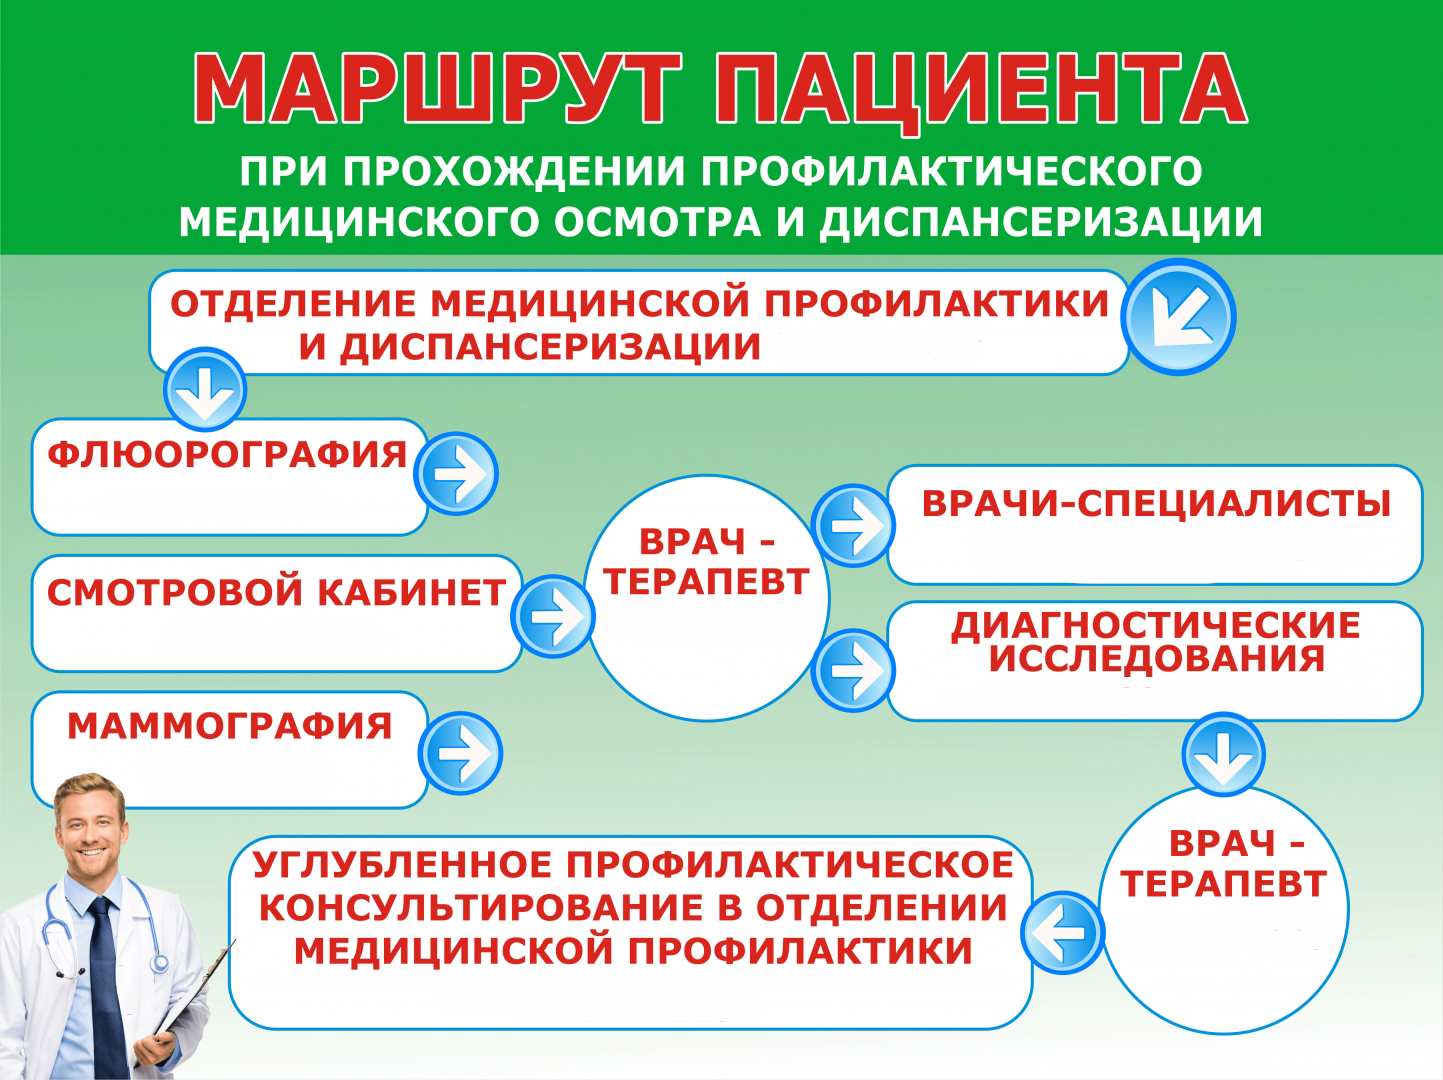 МАРШРУТ ПАЦИЕНТА
ПРИ ПРОХОЖДЕНИИ ПРОФИЛАКТИЧЕСКОГО
МЕДИЦИНСКОГО ОСМОТРА И ДИСПАНСЕРИЗАЦИИ
ОТДЕЛЕНИЕ МЕДИЦИНСКОЙ ПРОФИЛАКТИКИ
И ДИСПАНСЕРИЗАЦИИ
ФЛЮОРОГРАФИЯ
СМОТРОВОЙ КАБИНЕТ
МАММОГРАФИЯ
ВРАЧ -
ТЕРАПЕВТ
ВРАЧИ-СПЕЦИАЛИСТЫ
ДИАГНОСТИЧЕСКИЕ
ИССЛЕДОВАНИЯ
ВРАЧ -
ТЕРАПЕВТ
УГЛУБЛЕННОЕ ПРОФИЛАКТИЧЕСКОЕ
КОНСУЛЬТИРОВАНИЕ В ОТДЕЛЕНИИ
МЕДИЦИНСКОЙ ПРОФИЛАКТИКИ